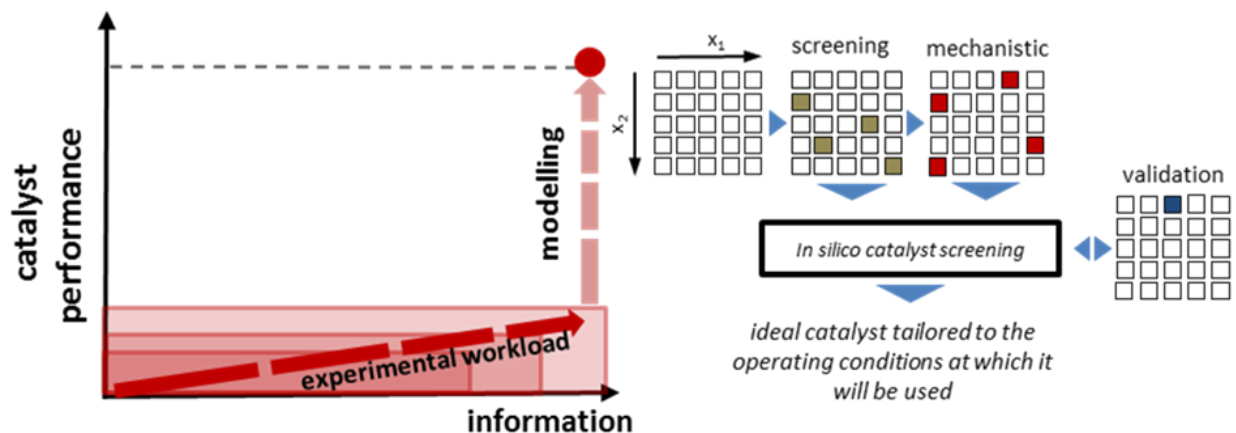 catalyst
performance
modelling
experimental workload
information
x1
x2
screening
mechanistic
validation
In silico catalyst screening
ideal catalyst tailored to the
operating conditions at which it
will be used